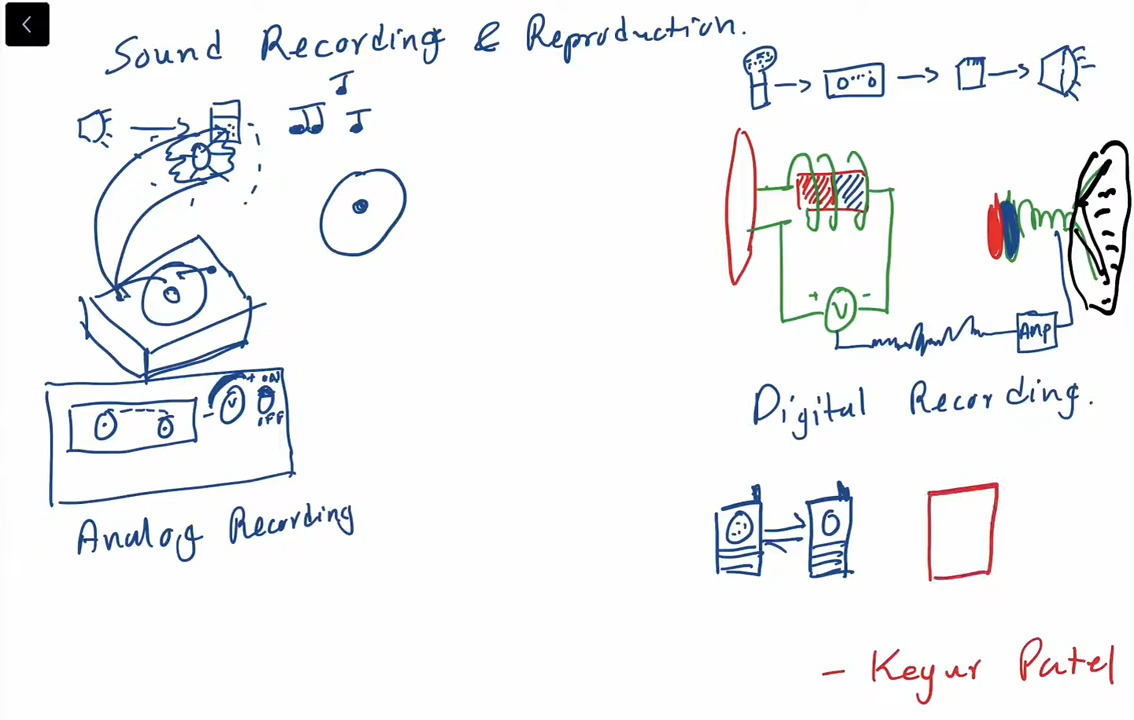 Sound Recording & Reproduction.
+ V -
Amp
Digital Recording.
- V + ON
OFF
Analog Recording
- Keyur Patel